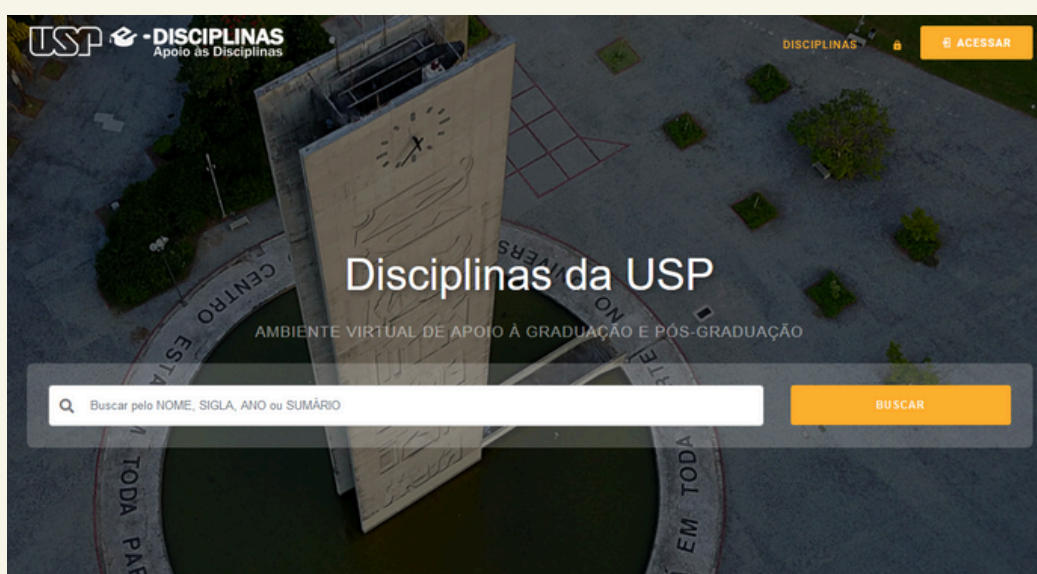 USP e-DISCIPLINAS
Apoio às Disciplinas
DISCIPLINAS
ACESSAR
Disciplinas da USP
AMBIENTE VIRTUAL DE APOIO À GRADUAÇÃO E PÓS-GRADUAÇÃO
Buscar pelo NOME, SIGLA, ANO ou SUMÁRIO
BUSCAR
NO
CENTRO
TODA
EM TODA